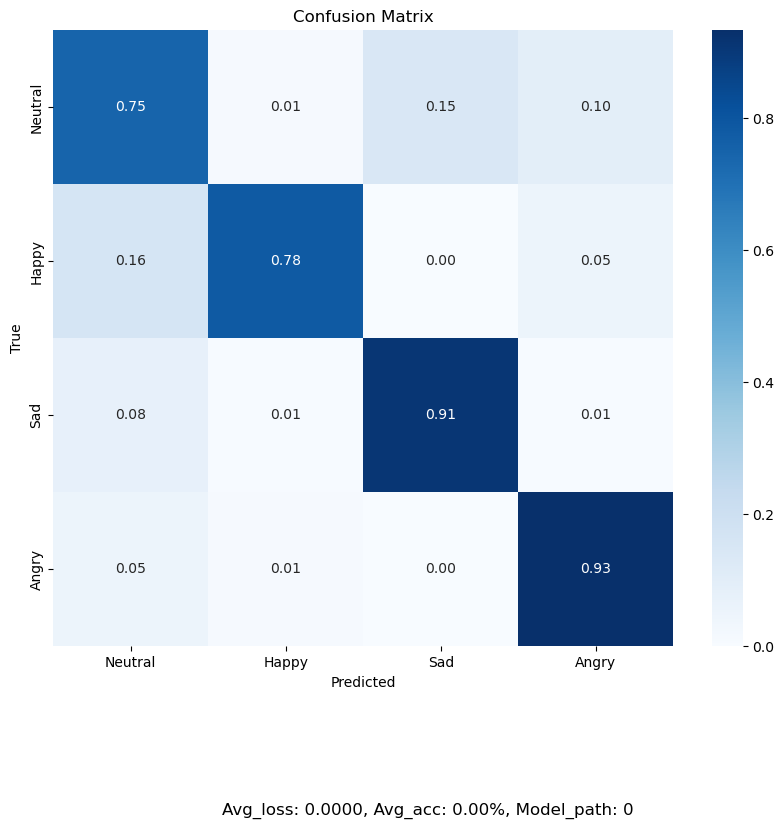 Confusion Matrix
Neutral
0.75
0.01
0.15
0.10
Happy
0.16
0.78
0.00
0.05
Sad
0.08
0.01
0.91
0.01
Angry
0.05
0.01
0.00
0.93
True
Neutral
Happy
Sad
Angry
Predicted
0.8
0.6
0.4
0.2
0.0
Avg_loss: 0.0000, Avg_acc: 0.00%, Model_path: 0